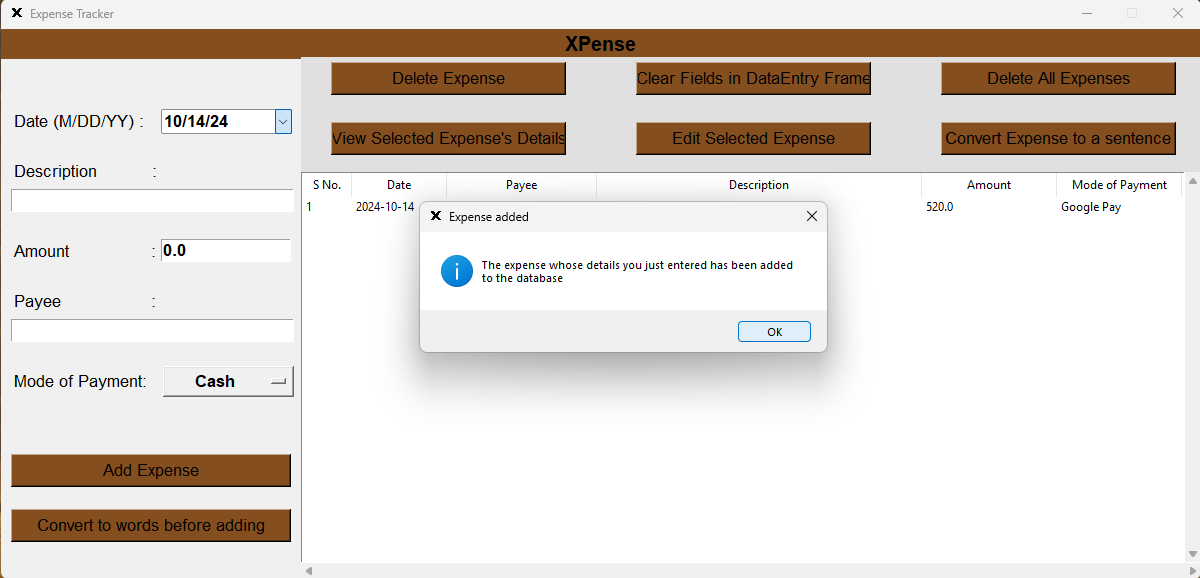 Expense Tracker
XPense
Delete Expense
Clear Fields in DataEntry Frame
Delete All Expenses
View Selected Expense's Details
Edit Selected Expense
Convert Expense to a sentence
Date (M/DD/YY) : 10/14/24
Description :
Amount : 0.0
Payee :
Mode of Payment: Cash
Add Expense
Convert to words before adding
S No. Date Payee Description Amount Mode of Payment
1 2024-10-14 520.0 Google Pay
Expense added
The expense whose details you just entered has been added
to the database
OK